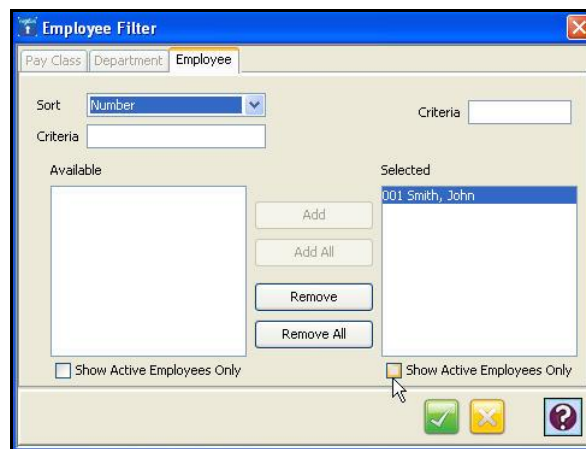 Employee Filter
Pay Class Department Employee
Sort Number Criteria
Criteria
Available Selected
001 Smith, John
Add
Add All
Remove
Remove All
Show Active Employees Only Show Active Employees Only
?